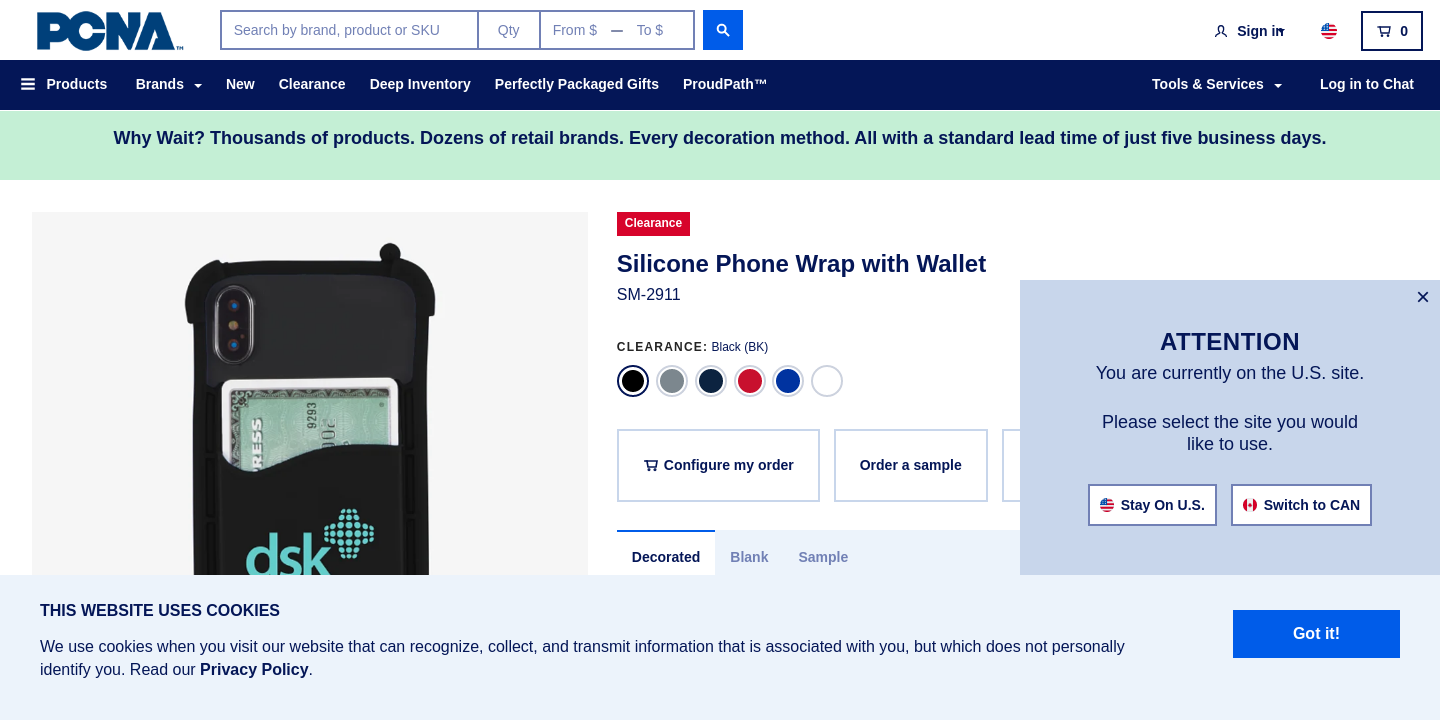 PCNA™
Search by brand, product or SKU
Qty
From $ — To $
Sign in
0
Products
Brands
New
Clearance
Deep Inventory
Perfectly Packaged Gifts
ProudPath™
Tools & Services
Log in to Chat
Why Wait? Thousands of products. Dozens of retail brands. Every decoration method. All with a standard lead time of just five business days.
9293
dsk
Clearance
Silicone Phone Wrap with Wallet
SM-2911
CLEARANCE: Black (BK)
Configure my order
Order a sample
Decorated
Blank
Sample
×
ATTENTION
You are currently on the U.S. site.
Please select the site you would
like to use.
Stay On U.S.
Switch to CAN
THIS WEBSITE USES COOKIES
We use cookies when you visit our website that can recognize, collect, and transmit information that is associated with you, but which does not personally
identify you. Read our Privacy Policy.
Got it!